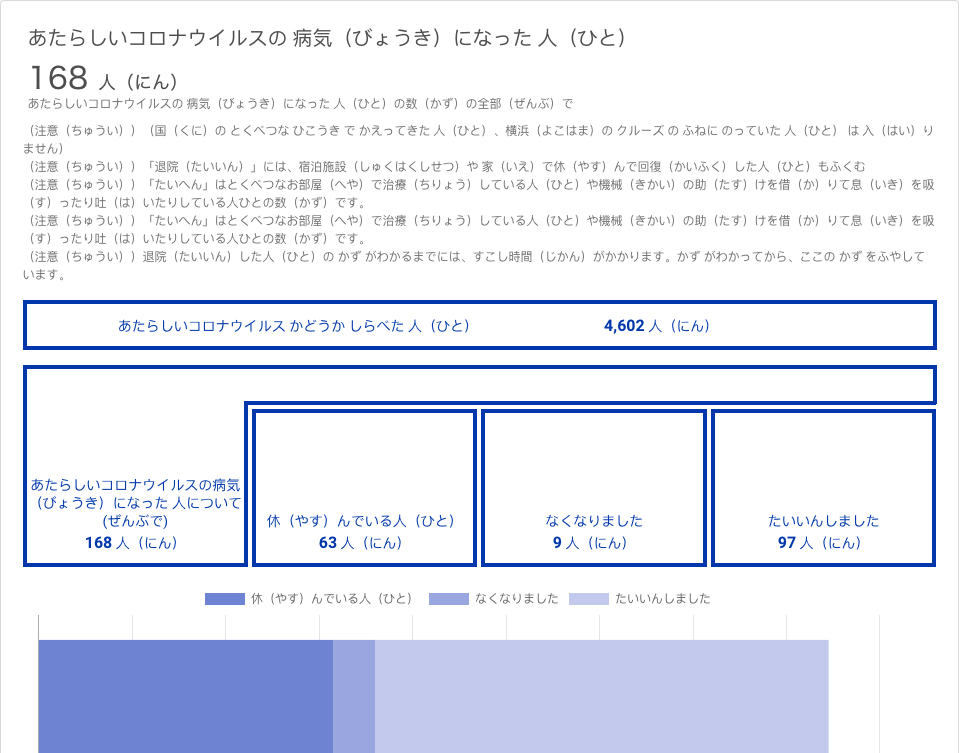 あたらしいコロナウイルスの 病気（びょうき）になった 人（ひと）
168 人（にん）
あたらしいコロナウイルスの 病気（びょうき）になった 人（ひと）の数（かず）の全部（ぜんぶ）で
（注意（ちゅうい））（国（くに）の とくべつな ひこうき で かえってきた 人（ひと）、横浜（よこはま）の クルーズ の ふねに のっていた 人（ひと） は 入（はい）り
ません）
（注意（ちゅうい））「退院（たいいん）」には、宿泊施設（しゅくはくしせつ）や 家（いえ）で休（やす）んで回復（かいふく）した人（ひと）もふくむ
（注意（ちゅうい））「たいへん」はとくべつなお部屋（へや）で治療（ちりょう）している人（ひと）や機械（きかい）の助（たす）けを借（か）りて息（いき）を吸
（す）ったり吐（は）いたりしている人ひとの数（かず）です。
（注意（ちゅうい））「たいへん」はとくべつなお部屋（へや）で治療（ちりょう）している人（ひと）や機械（きかい）の助（たす）けを借（か）りて息（いき）を吸
（す）ったり吐（は）いたりしている人ひとの数（かず）です。
（注意（ちゅうい））退院（たいいん）した人（ひと）の かず がわかるまでには、すこし時間（じかん）がかかります。かず がわかってから、ここの かず をふやして
います。
あたらしいコロナウイルス かどうか しらべた 人（ひと） 4,602 人（にん）
あたらしいコロナウイルスの病気
（びょうき）になった 人について
(ぜんぶで)
168 人（にん）
休（やす）んでいる人（ひと）
63 人（にん）
なくなりました
9 人（にん）
たいいんしました
97 人（にん）
休（やす）んでいる人（ひと） なくなりました たいいんしました